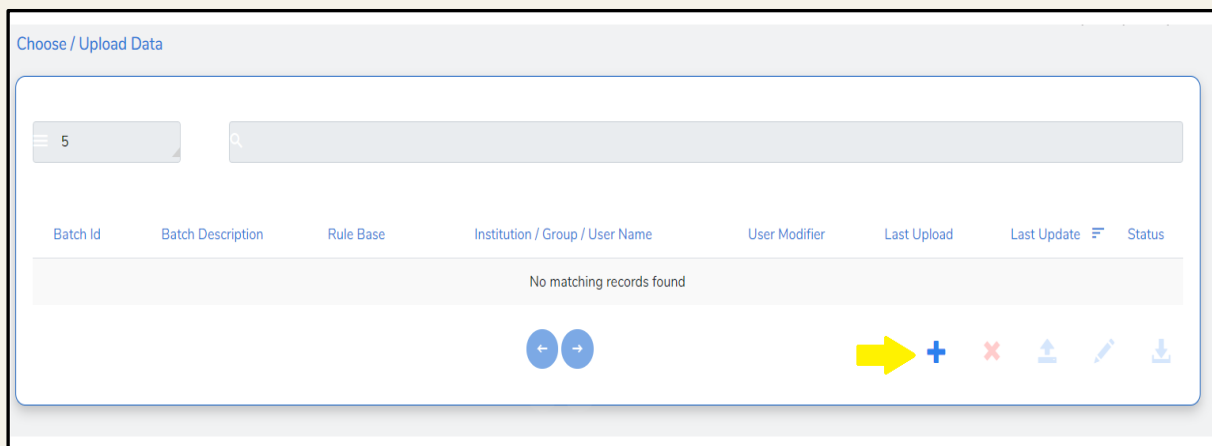 Choose / Upload Data
5
Batch Id Batch Description Rule Base Institution / Group / User Name User Modifier Last Upload Last Update Status
No matching records found